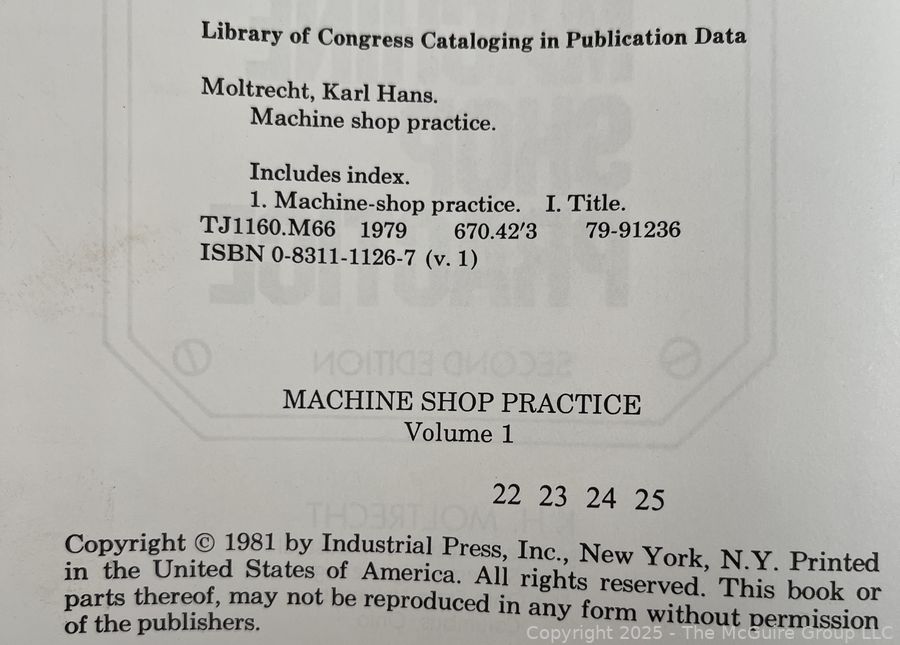 Library of Congress Cataloging in Publication Data
Moltrecht, Karl Hans.
Machine shop practice.
Includes index.
1. Machine-shop practice. I. Title.
TJ1160.M66 1979 670.42'3 79-91236
ISBN 0-8311-1126-7 (v. 1)
SECOND EDITION
MACHINE SHOP PRACTICE
Volume 1
22 23 24 25
K.H. MOLTRECHT
Copyright © 1981 by Industrial Press, Inc., New York, N.Y. Printed
in the United States of America. All rights reserved. This book or
parts thereof, may not be reproduced in any form without permission
of the publishers.
Copyright 2025 - The McGuire Group LLC